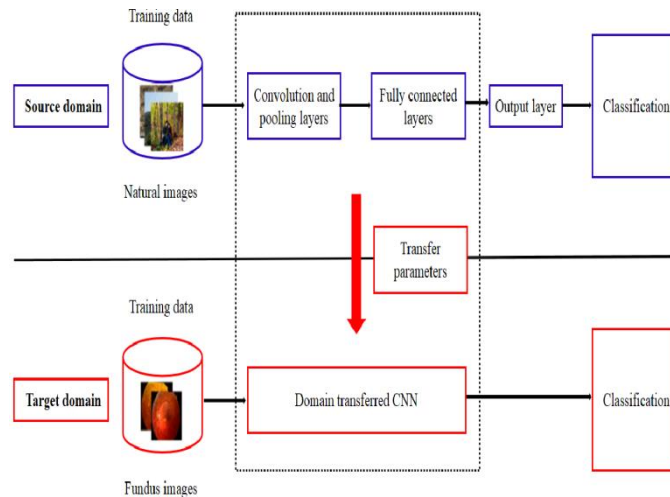 Training data
Source domain
Convolution and
pooling layers
Fully connected
layers
Output layer
Classification
Natural images
Transfer
parameters
Training data
Target domain
Domain transferred CNN
Classification
Fundus images